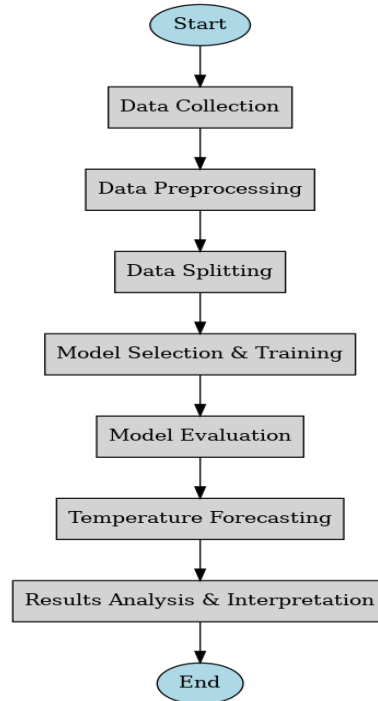 Start
Data Collection
Data Preprocessing
Data Splitting
Model Selection & Training
Model Evaluation
Temperature Forecasting
Results Analysis & Interpretation
End